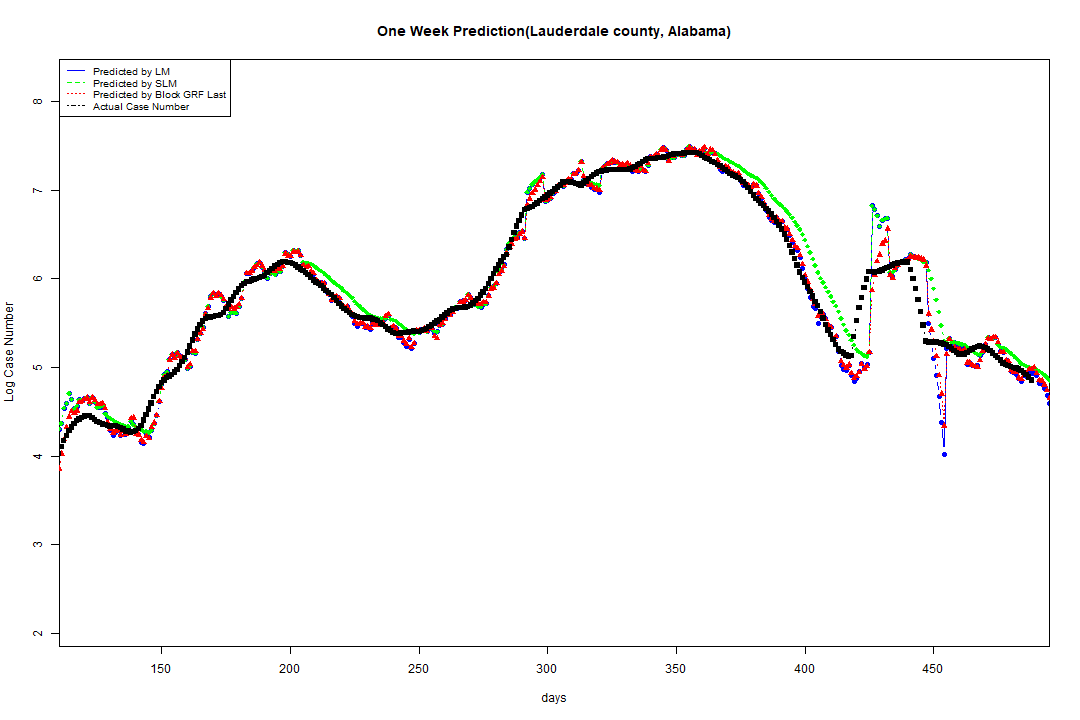 One Week Prediction(Lauderdale county, Alabama)
Predicted by LM
Predicted by SLM
Predicted by Block GRF Last
Actual Case Number
Log Case Number
8
7
6
5
4
3
2
150 200 250 300 350 400 450
days